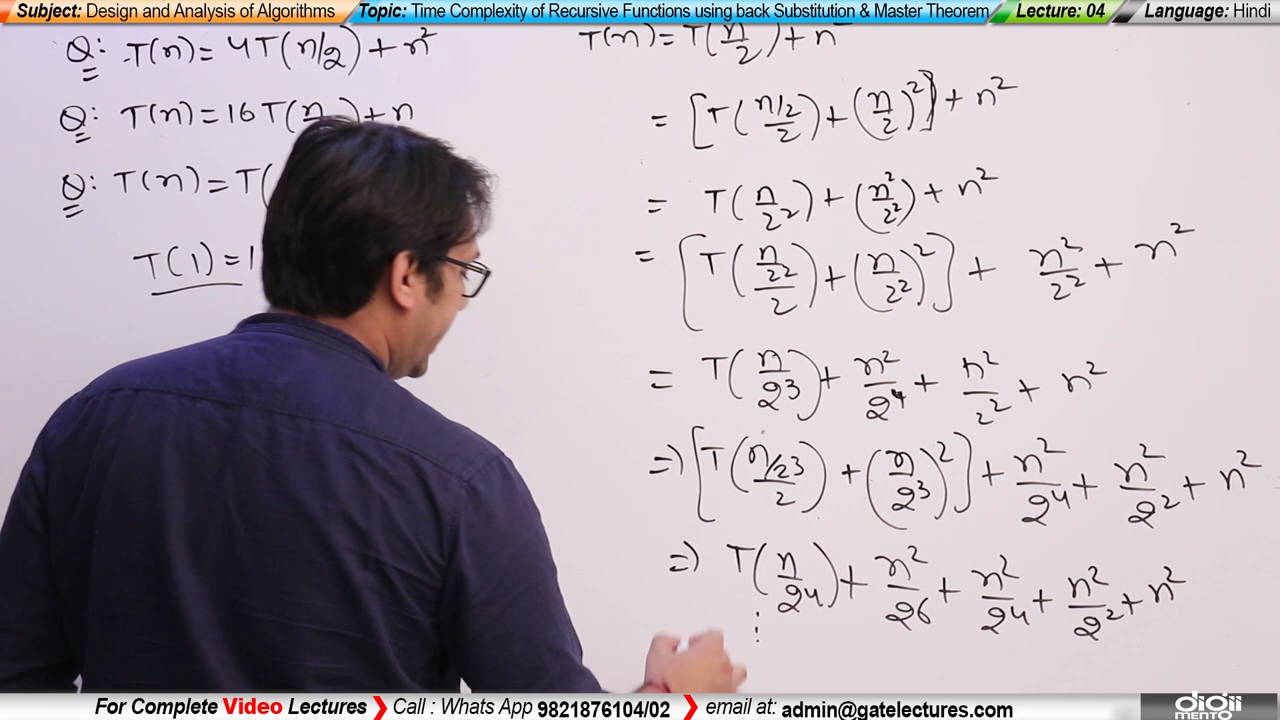 Subject: Design and Analysis of Algorithms Topic: Time Complexity of Recursive Functions using back Substitution & Master Theorem Lecture: 04 Language: Hindi
Q: T(n) = 4T(n/2) + n²
Q: T(n) = 16T(n + n
Q: T(n) = T(
T(1) = 1
T(n) = T(n/2) + n
= [T((n/2)/2) + (n/2)²] + n²
= T(n/2²) + (n²/2²) + n²
= [T((n/2²)/2) + (n/2²)²] + n²/2² + n²
= T(n/2³) + n²/2⁴ + n²/2² + n²
=) [T((n/2³)/2) + (n/2³)²] + n²/2⁴ + n²/2² + n²
=) T(n/2⁴) + n²/2⁶ + n²/2⁴ + n²/2² + n²
⋮
For Complete Video Lectures Call : Whats App 9821876104/02 email at: admin@gatelectures.com
digii
MENTO